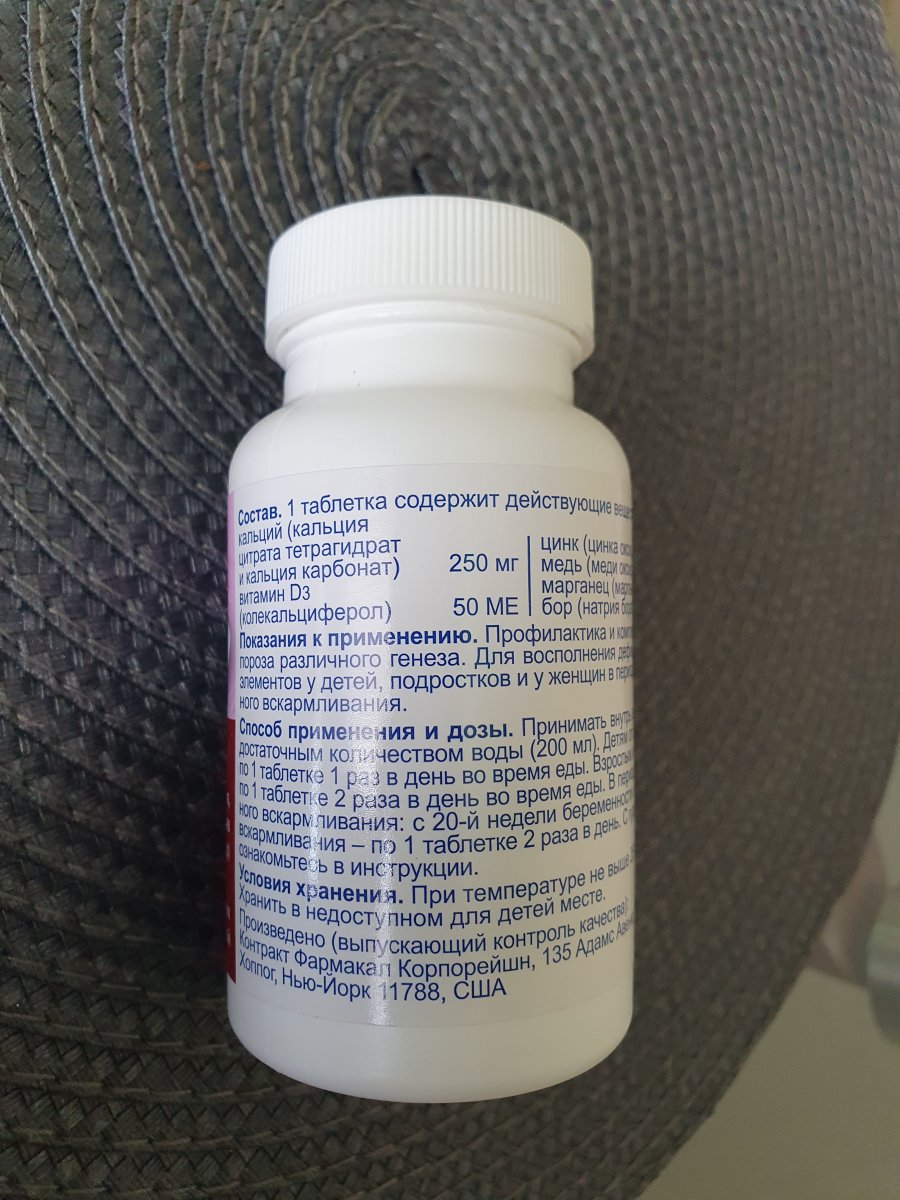 Состав. 1 таблетка содержит действующие
кальций (кальция
цитрата тетрагидрат
и кальция карбонат) 250 мг
витамин D3
(колекальциферол) 50 МЕ
цинк (цинка
медь (меди
марганец
бор (натрия
Показания к применению. Профилактика и
пороза различного генеза. Для восполнения
элементов у детей, подростков и у женщин в
ного вскармливания.
Способ применения и дозы. Принимать внутрь
достаточным количеством воды (200 мл). Детям
по 1 таблетке 1 раз в день во время еды. Взрослым
по 1 таблетке 2 раза в день во время еды. В
ного вскармливания: с 20-й недели беременности
вскармливания – по 1 таблетке 2 раза в день.
ознакомьтесь в инструкции.
Условия хранения. При температуре не выше
Хранить в недоступном для детей месте.
Произведено (выпускающий контроль качества):
Контракт Фармакал Корпорейшн, 135 Адамс
Хоппог, Нью-Йорк 11788, США